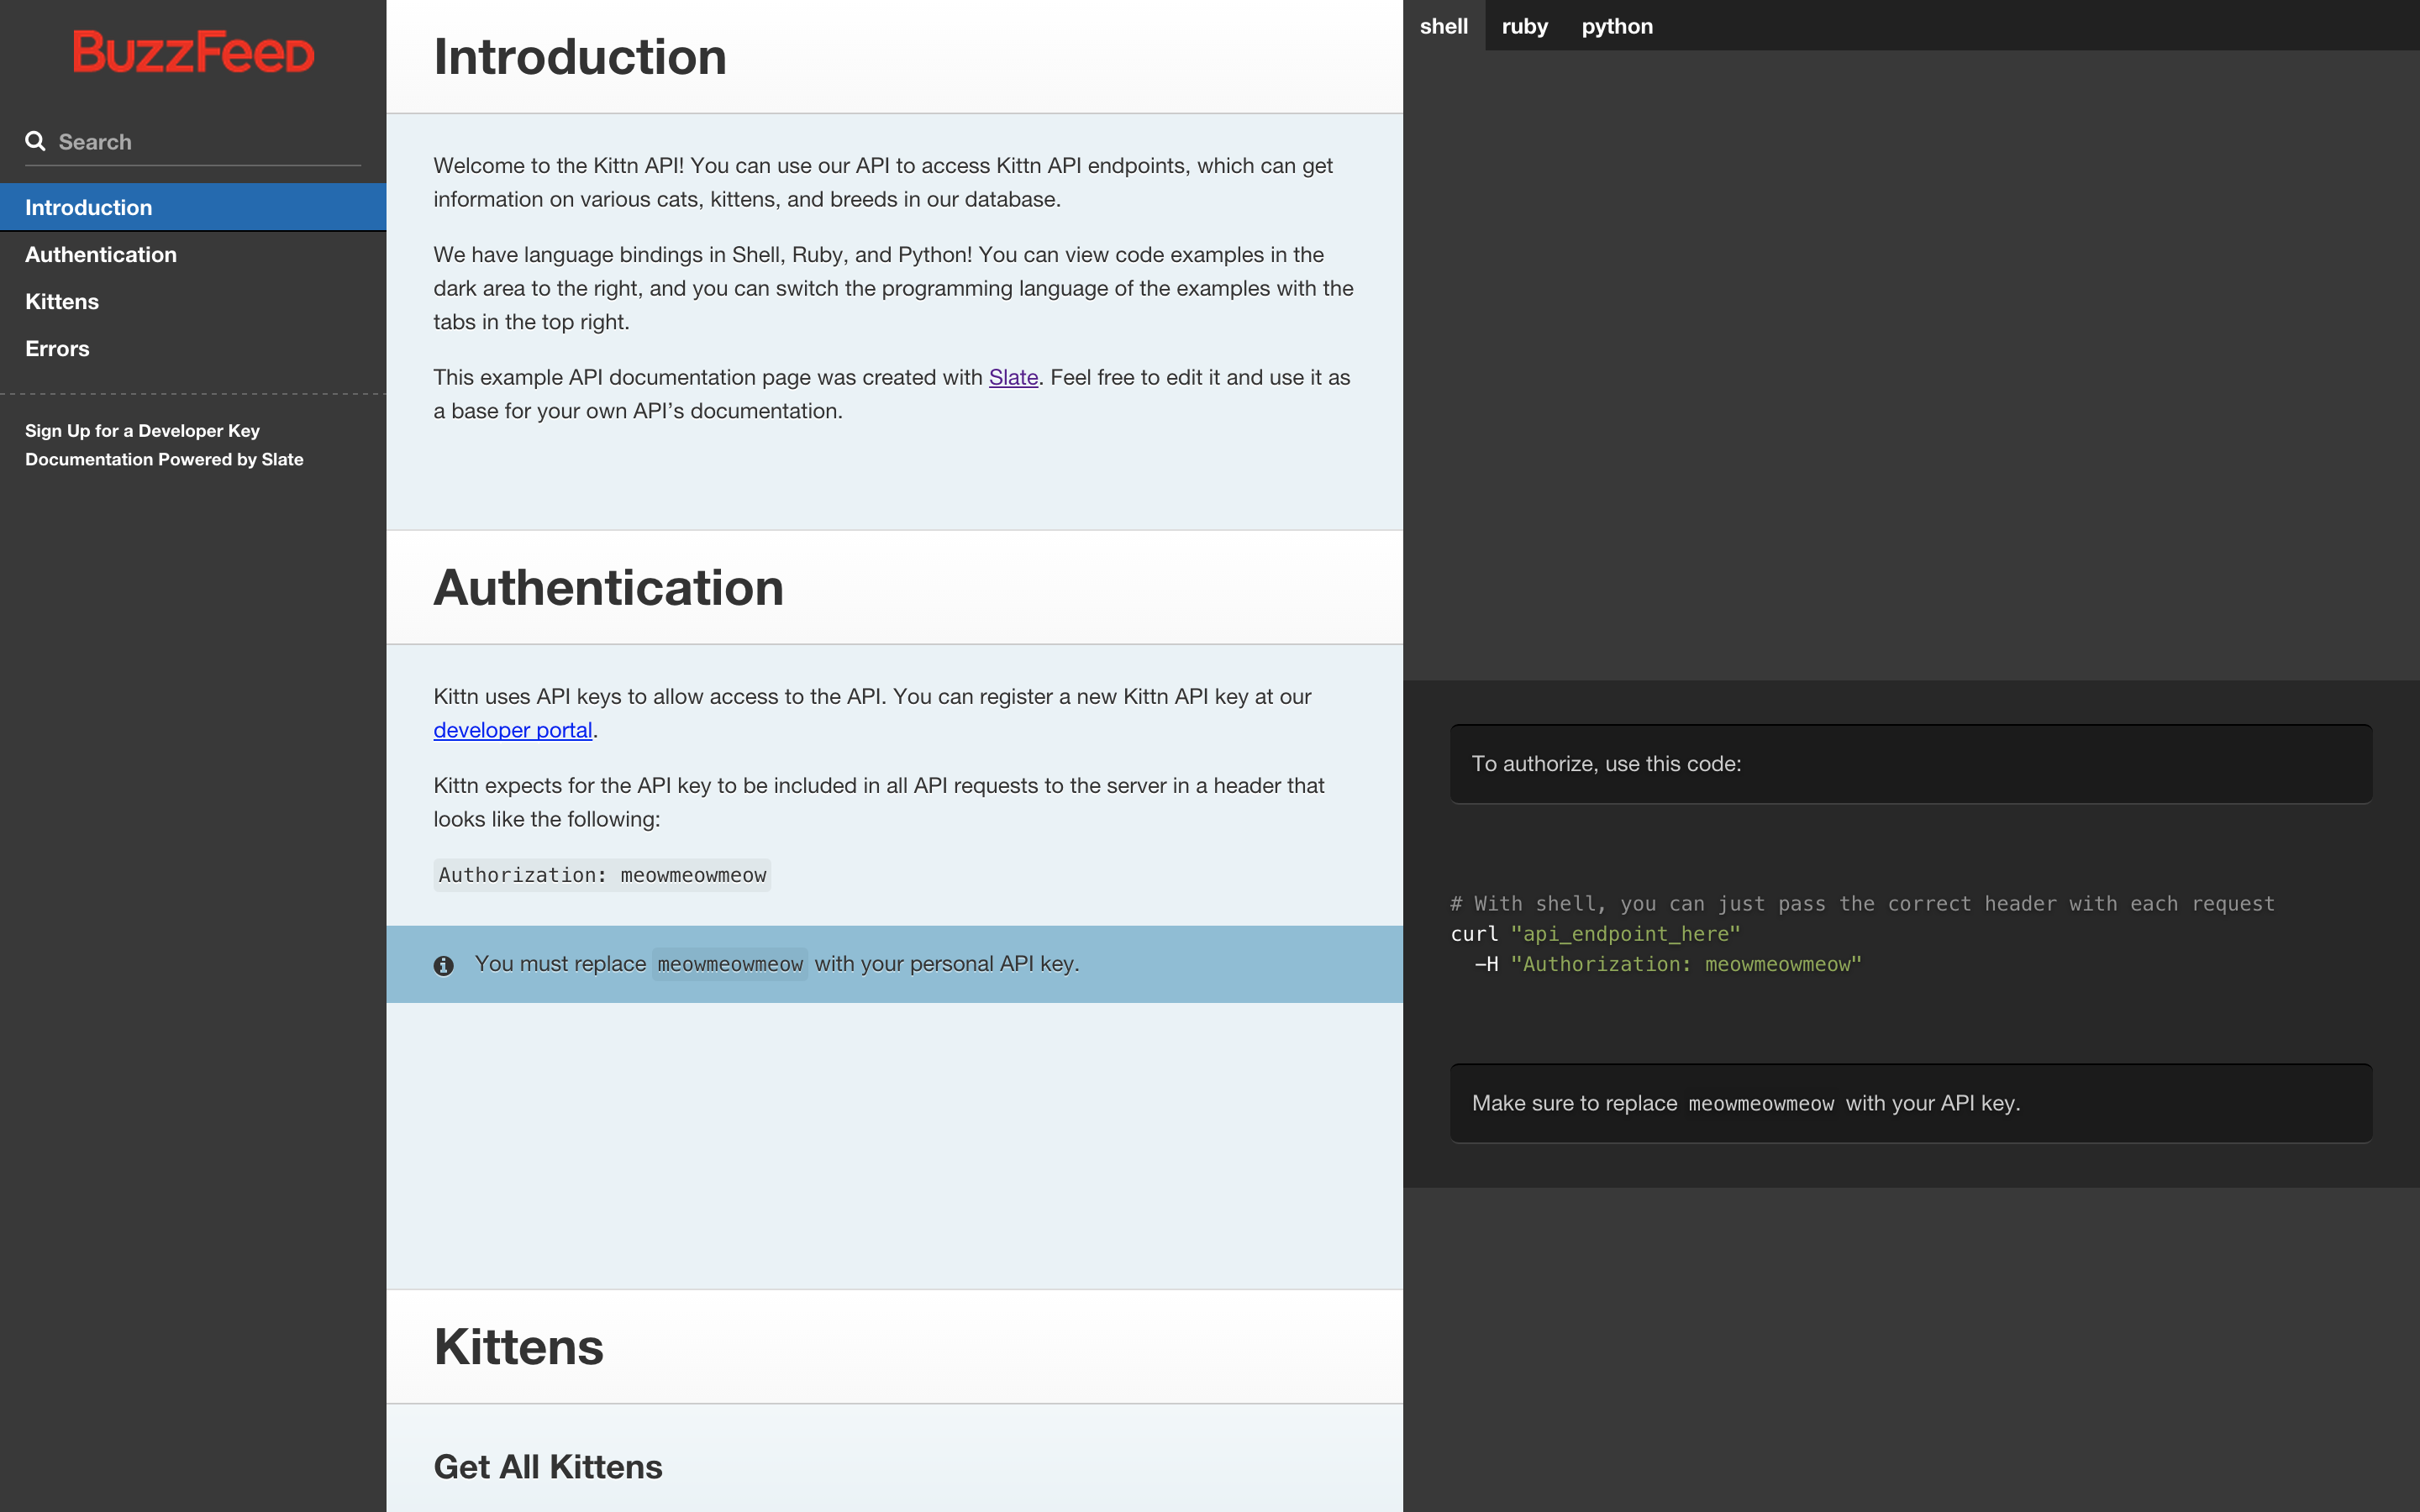 BuzzFeed
Search
Introduction
Authentication
Kittens
Errors
Sign Up for a Developer Key
Documentation Powered by Slate
Introduction
Welcome to the Kittn API! You can use our API to access Kittn API endpoints, which can get
information on various cats, kittens, and breeds in our database.
We have language bindings in Shell, Ruby, and Python! You can view code examples in the
dark area to the right, and you can switch the programming language of the examples with the
tabs in the top right.
This example API documentation page was created with Slate. Feel free to edit it and use it as
a base for your own API’s documentation.
Authentication
Kittn uses API keys to allow access to the API. You can register a new Kittn API key at our
developer portal.
Kittn expects for the API key to be included in all API requests to the server in a header that
looks like the following:
Authorization: meowmeowmeow
You must replace meowmeowmeow with your personal API key.
Kittens
Get All Kittens
shell ruby python
To authorize, use this code:
# With shell, you can just pass the correct header with each request
curl "api_endpoint_here"
  -H "Authorization: meowmeowmeow"
Make sure to replace meowmeowmeow with your API key.